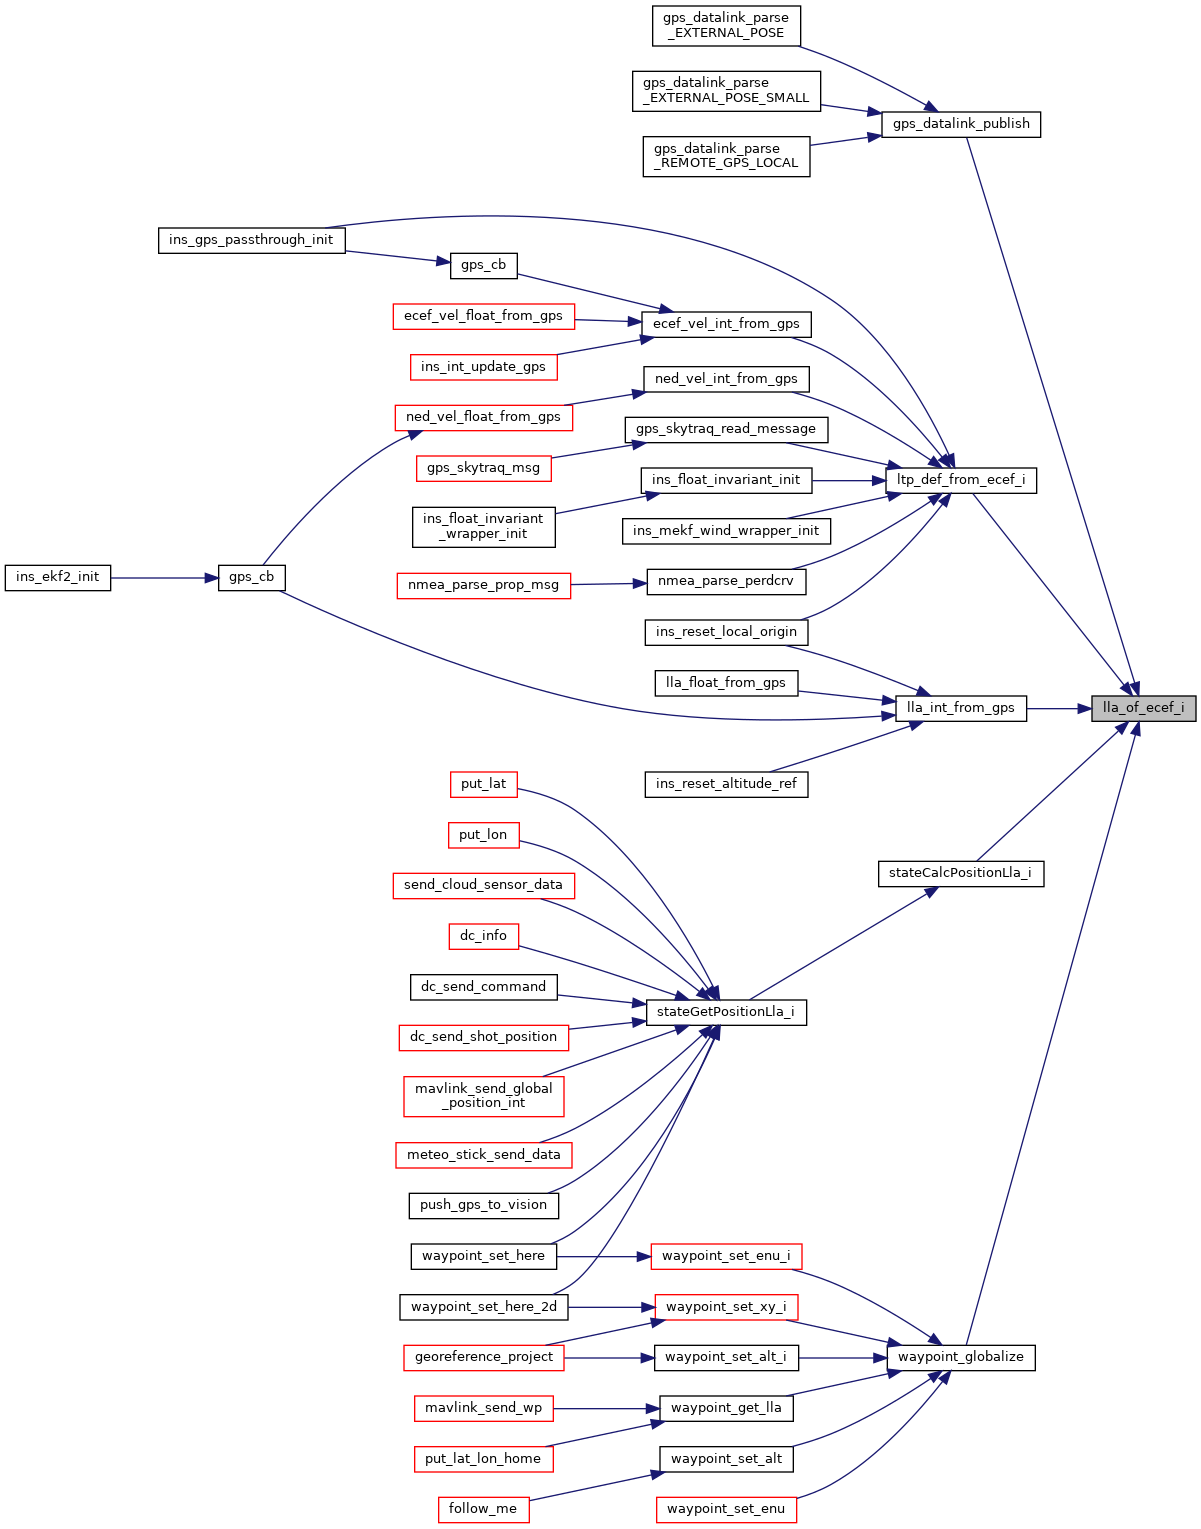 gps_datalink_parse
_EXTERNAL_POSE
gps_datalink_parse
_EXTERNAL_POSE_SMALL
gps_datalink_publish
gps_datalink_parse
_REMOTE_GPS_LOCAL
ins_gps_passthrough_init
gps_cb
ecef_vel_float_from_gps
ecef_vel_int_from_gps
ins_int_update_gps
ned_vel_int_from_gps
ned_vel_float_from_gps
gps_skytraq_read_message
gps_skytraq_msg
ins_float_invariant_init
ltp_def_from_ecef_i
ins_float_invariant
_wrapper_init
ins_mekf_wind_wrapper_init
ins_ekf2_init
gps_cb
nmea_parse_prop_msg
nmea_parse_perdcrv
ins_reset_local_origin
lla_float_from_gps
lla_int_from_gps
lla_of_ecef_i
ins_reset_altitude_ref
put_lat
put_lon
stateCalcPositionLla_i
send_cloud_sensor_data
dc_info
dc_send_command
stateGetPositionLla_i
dc_send_shot_position
mavlink_send_global
_position_int
meteo_stick_send_data
push_gps_to_vision
waypoint_set_here
waypoint_set_enu_i
waypoint_set_here_2d
waypoint_set_xy_i
georeference_project
waypoint_set_alt_i
waypoint_globalize
mavlink_send_wp
waypoint_get_lla
put_lat_lon_home
waypoint_set_alt
follow_me
waypoint_set_enu